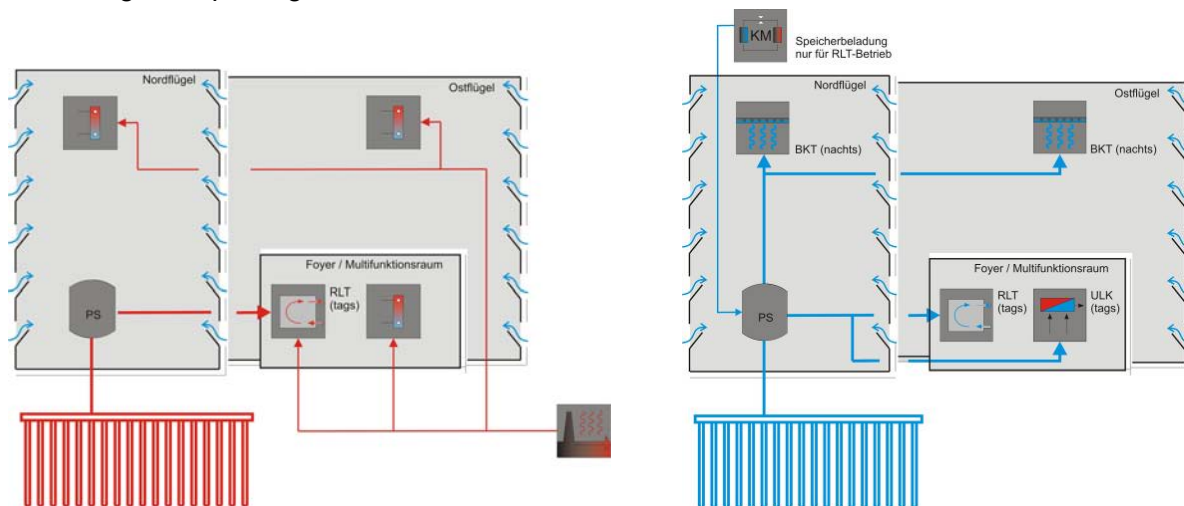 Nordflügel
Ostflügel
Foyer / Multifunktionsraum
RLT
(tags)
PS
KM
Speicherbeladung
nur für RLT-Betrieb
Nordflügel
Ostflügel
BKT (nachts)
BKT (nachts)
Foyer / Multifunktionsraum
RLT
(tags)
ULK
(tags)
PS